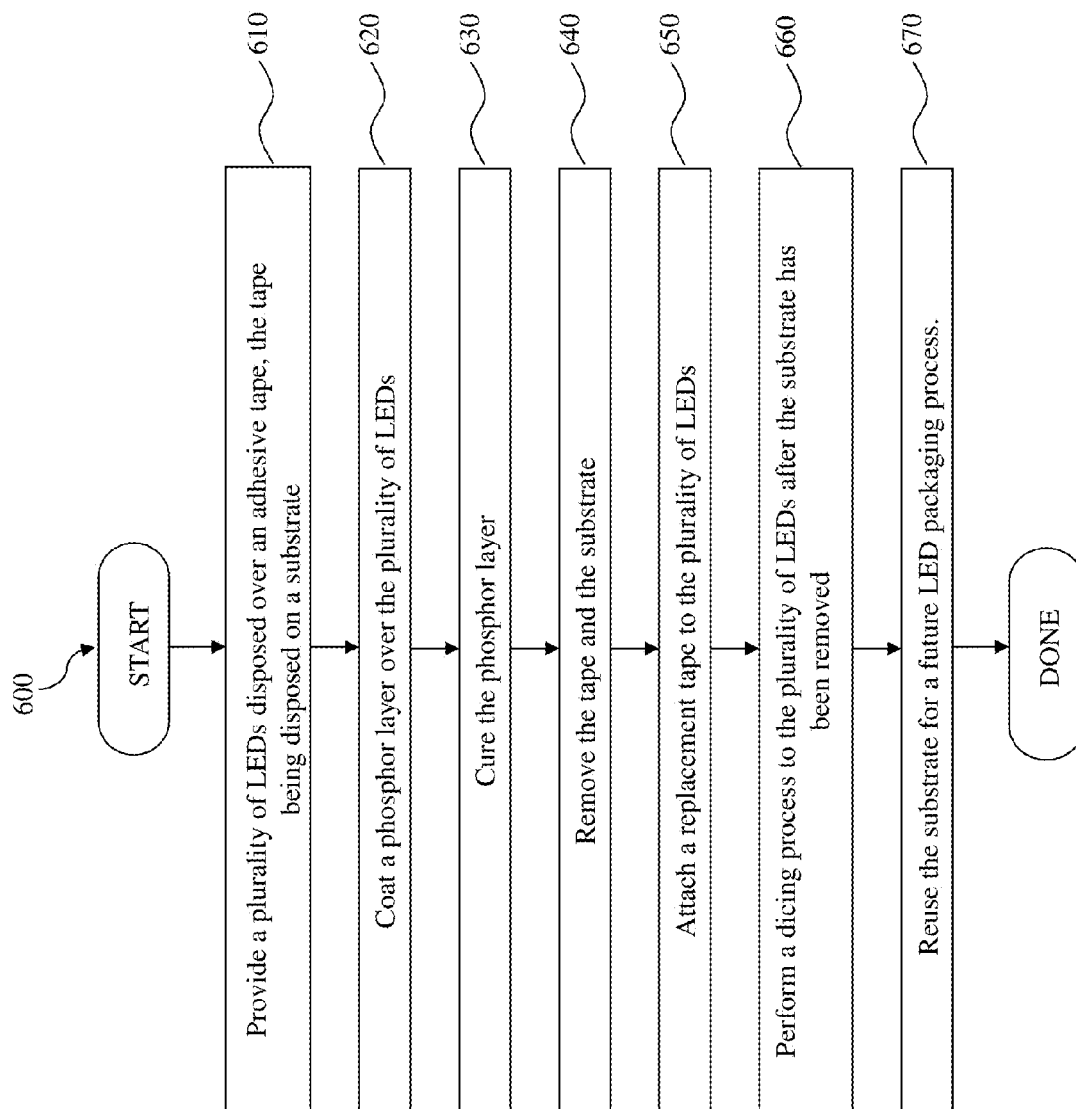 600
START
Provide a plurality of LEDs disposed over an adhesive tape, the tape
being disposed on a substrate
610
Coat a phosphor layer over the plurality of LEDs
620
Cure the phosphor layer
630
Remove the tape and the substrate
640
Attach a replacement tape to the plurality of LEDs
650
Perform a dicing process to the plurality of LEDs after the substrate has
been removed
660
Reuse the substrate for a future LED packaging process.
670
DONE